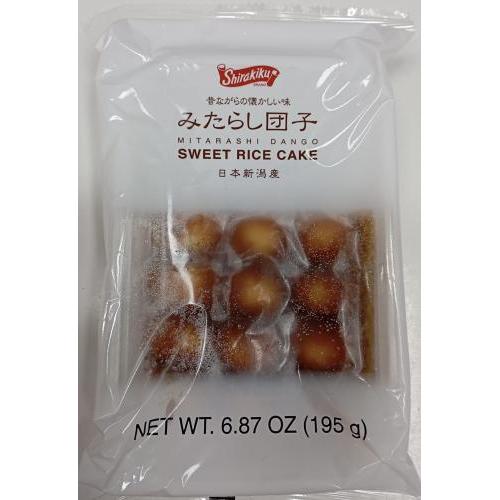 Shirakiku
BRAND
昔ながらの懐かしい味
みたらし団子
MITARASHI DANGO
SWEET RICE CAKE
日本新潟産
NET WT. 6.87 OZ (195 g)